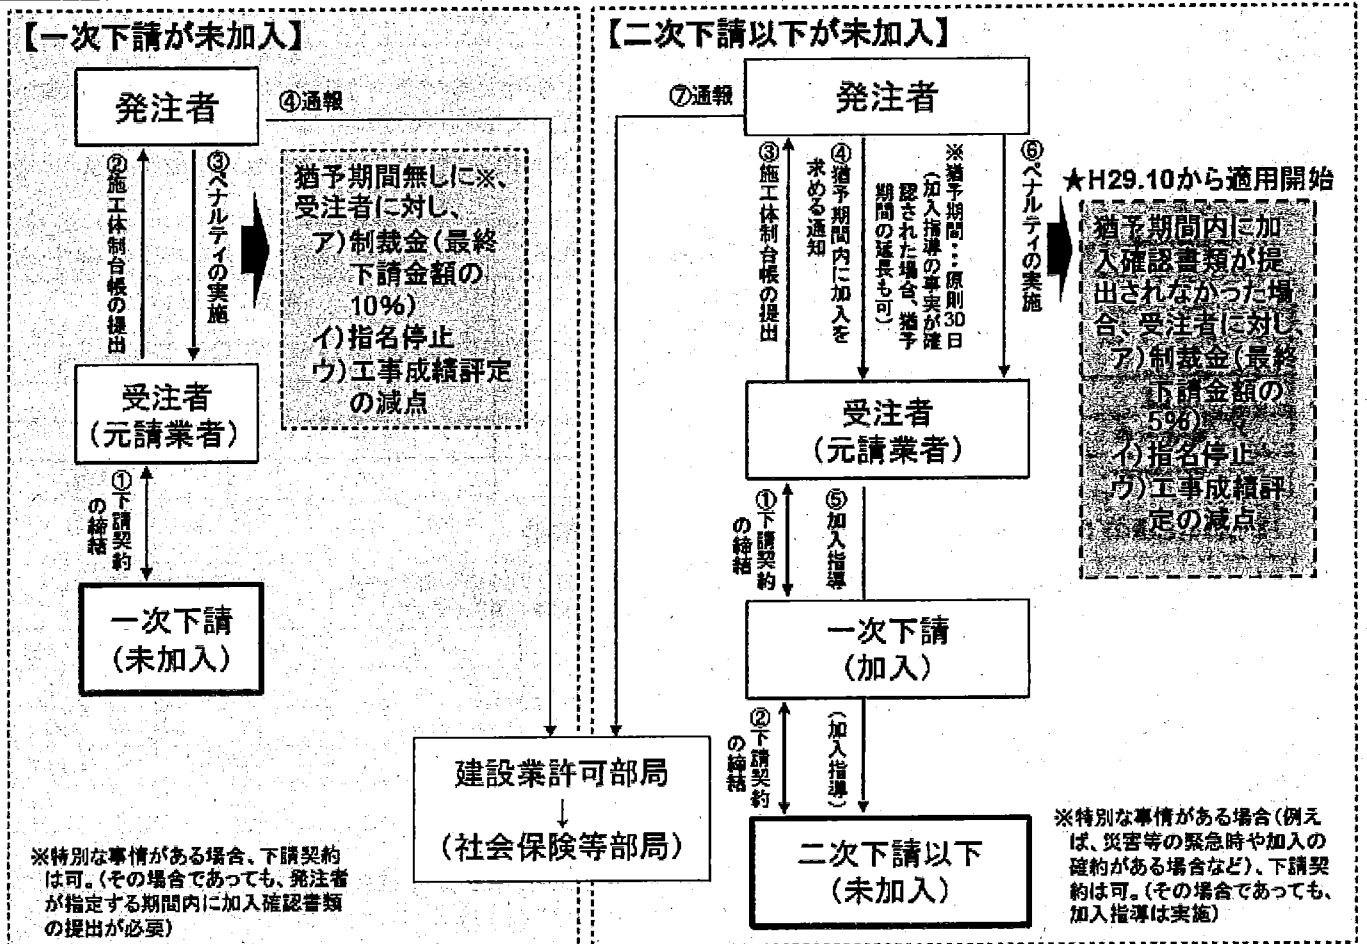 【一次下請が未加入】
発注者
④通報
②施工体制台帳の提出
③ペナルティの実施
猶予期間無しに※、
受注者に対し、
ア)制裁金(最終
下請金額の
10%)
イ)指名停止
ウ)工事成績評定
の減点
受注者
(元請業者)
①下請契約
の締結
一次下請
(未加入)
※特別な事情がある場合、下請契約
は可。(その場合であっても、発注者
が指定する期間内に加入確認書類
の提出が必要)
建設業許可部局
(社会保険等部局)
【二次下請以下が未加入】
⑦通報
発注者
③施工体制台帳の提出
④猶予期間内に加入を
求める通知
※猶予期間・・・原則30日
(加入指導の事実が確
認された場合、猶予
期間の延長も可)
⑥ペナルティの実施
★H29.10から適用開始
猶予期間内に加
入確認書類が提
出されなかった場
合、受注者に対し、
ア)制裁金(最終
下請金額の
5%)
イ)指名停止
ウ)工事成績評
定の減点
受注者
(元請業者)
①下請契約
の締結
⑤加入指導
一次下請
(加入)
②下請契約
の締結
(加入指導)
二次下請以下
(未加入)
※特別な事情がある場合(例え
ば、災害等の緊急時や加入の
確約がある場合など)、下請契
約は可。(その場合であっても、
加入指導は実施)